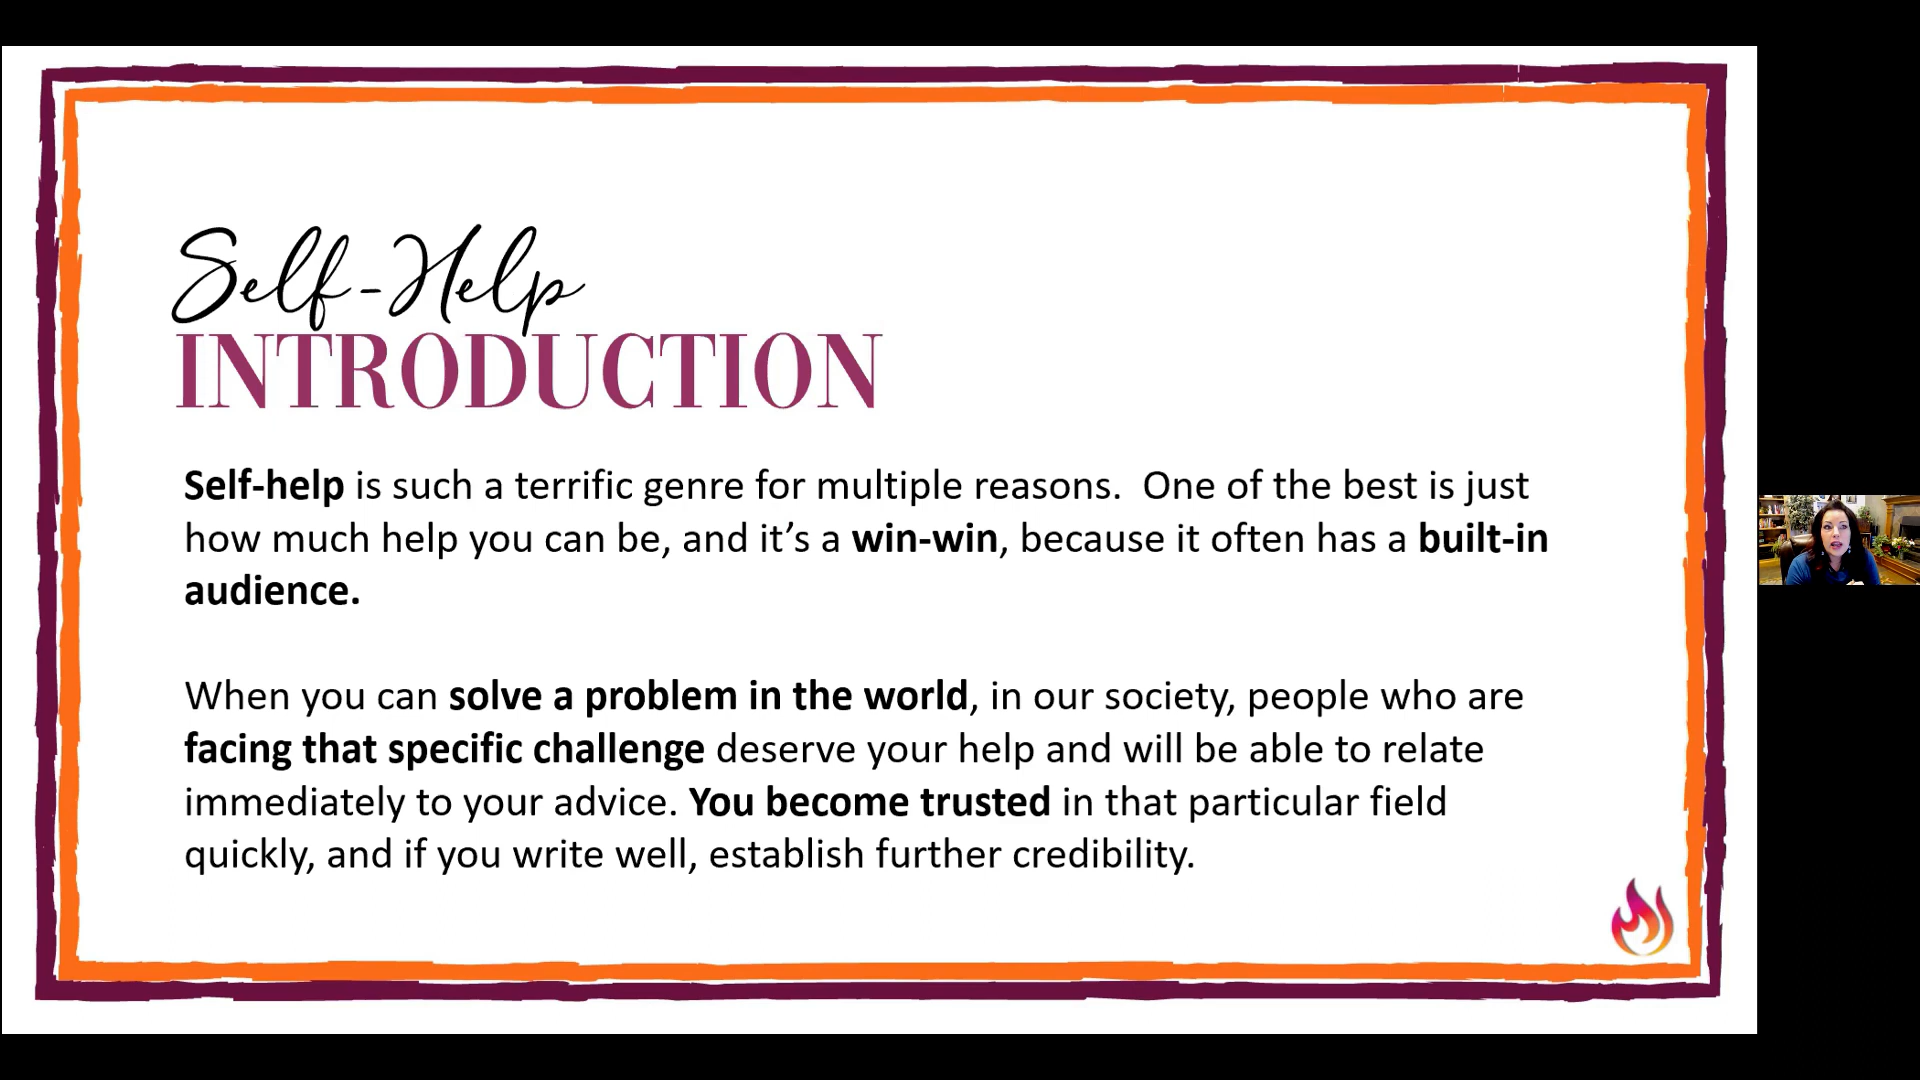 Self-Help
INTRODUCTION
Self-help is such a terrific genre for multiple reasons.  One of the best is just
how much help you can be, and it’s a win-win, because it often has a built-in
audience.
When you can solve a problem in the world, in our society, people who are
facing that specific challenge deserve your help and will be able to relate
immediately to your advice. You become trusted in that particular field
quickly, and if you write well, establish further credibility.